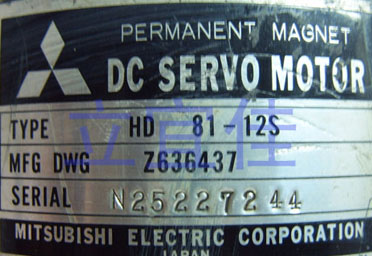 PERMANENT MAGNET
DC SERVO MOTOR
TYPE HD 81-12S
MFG DWG Z636437
立宜佳
SERIAL N25227244
MITSUBISHI ELECTRIC CORPORATION
JAPAN